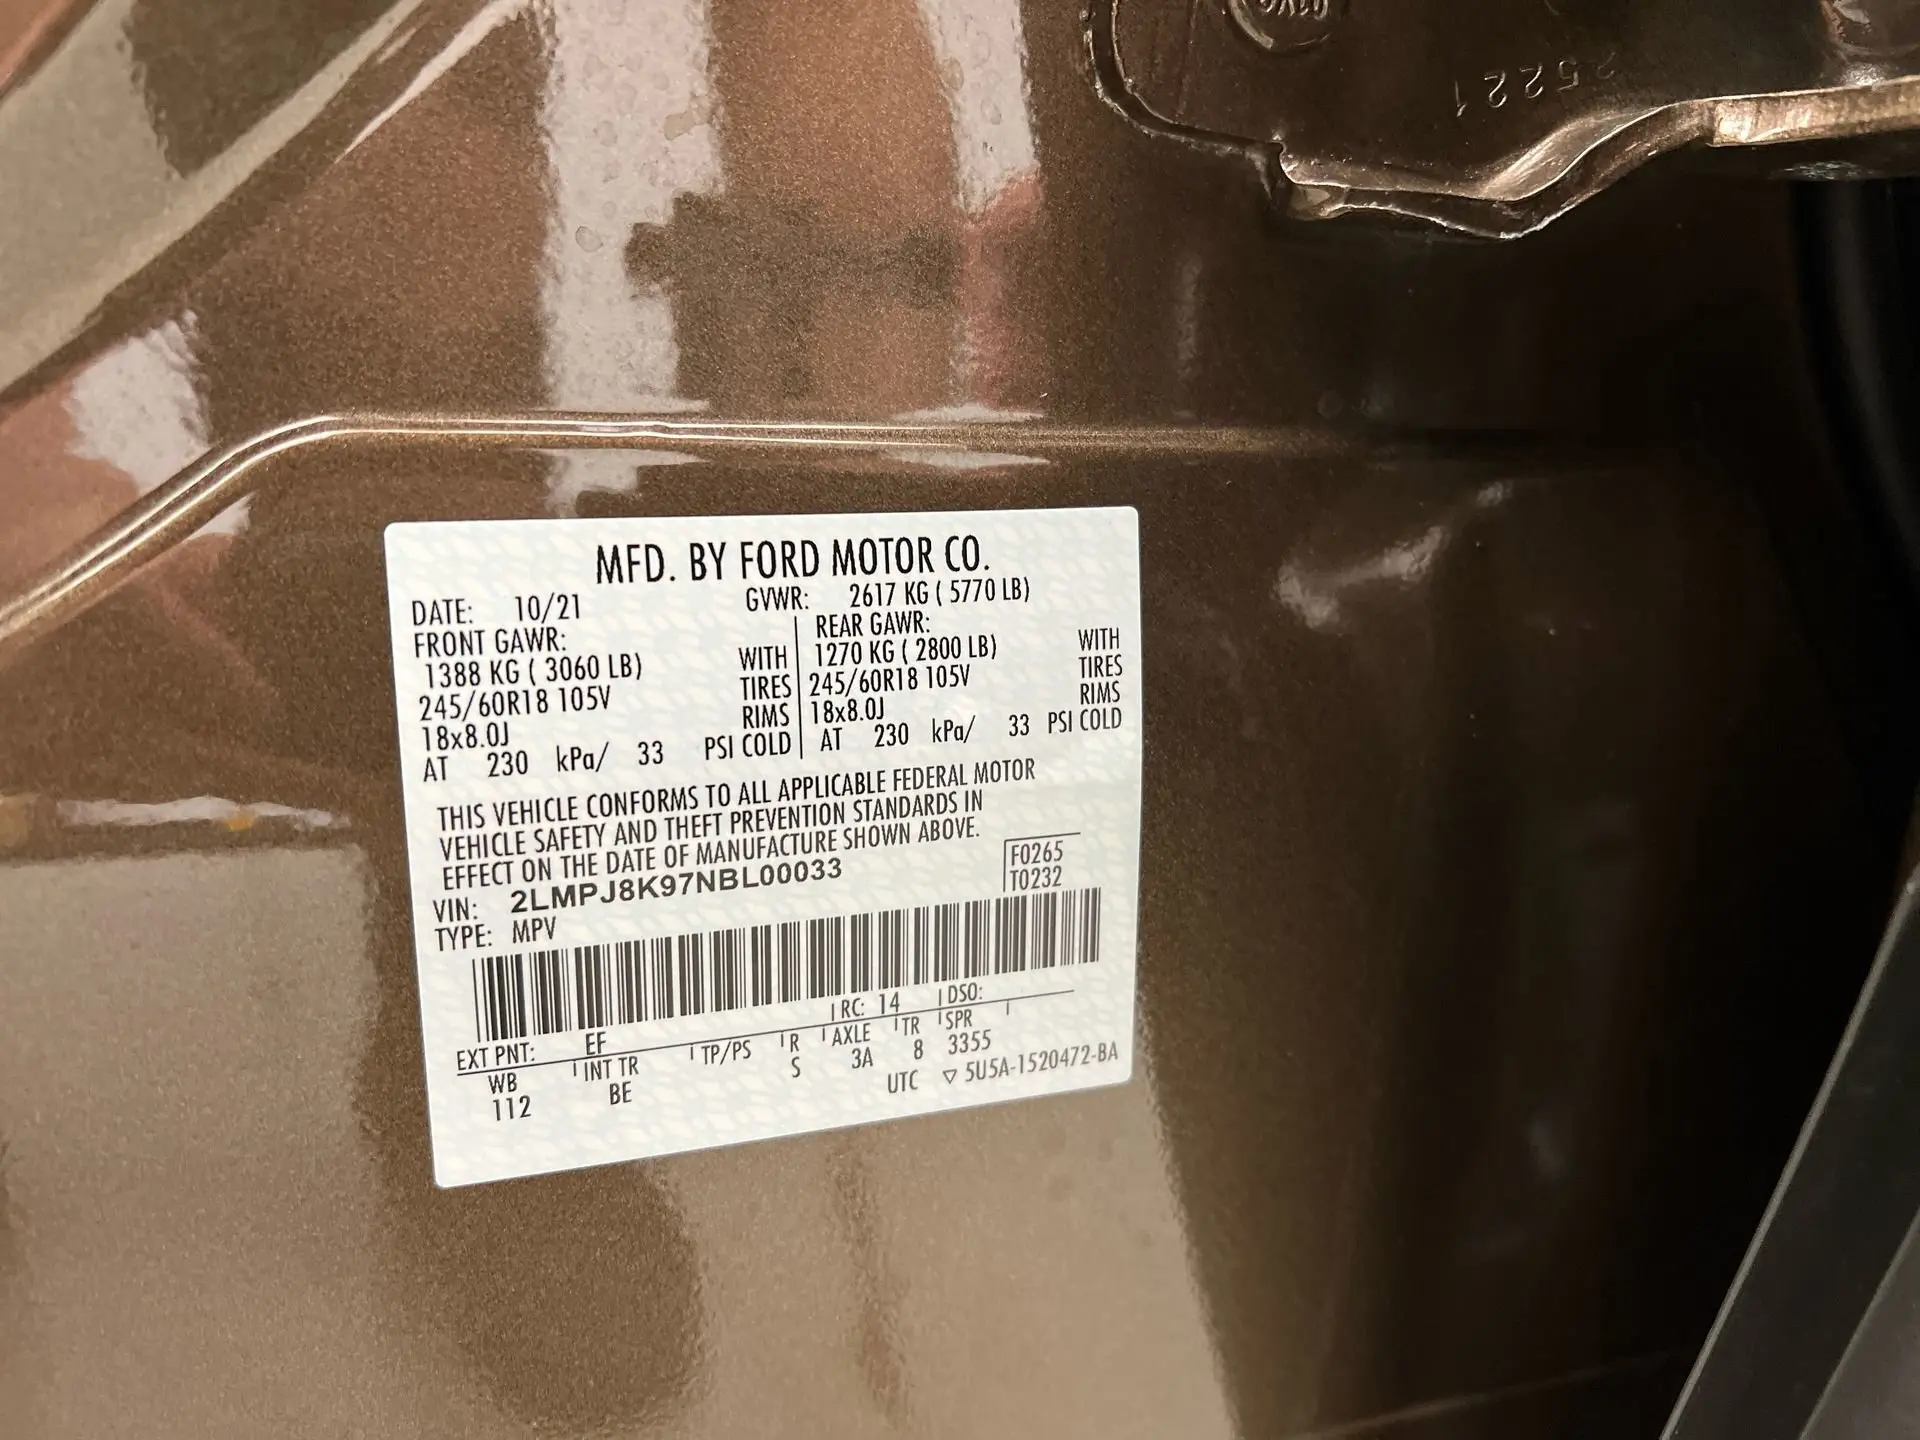 25221
MFD. BY FORD MOTOR CO.
DATE: 10/21 GVWR: 2617 KG ( 5770 LB)
FRONT GAWR: REAR GAWR:
1388 KG ( 3060 LB) WITH 1270 KG ( 2800 LB) WITH
245/60R18 105V TIRES 245/60R18 105V TIRES
18x8.0J RIMS 18x8.0J RIMS
AT 230 kPa/ 33 PSI COLD AT 230 kPa/ 33 PSI COLD
THIS VEHICLE CONFORMS TO ALL APPLICABLE FEDERAL MOTOR
VEHICLE SAFETY AND THEFT PREVENTION STANDARDS IN
EFFECT ON THE DATE OF MANUFACTURE SHOWN ABOVE.
VIN: 2LMPJ8K97NBL00033 F0265
TYPE: MPV T0232
EXT PNT: EF RC: 14 DSO:
WB INT TR TP/PS R AXLE TR SPR
112 BE S 3A 8 3355
UTC ▽ 5U5A-1520472-BA